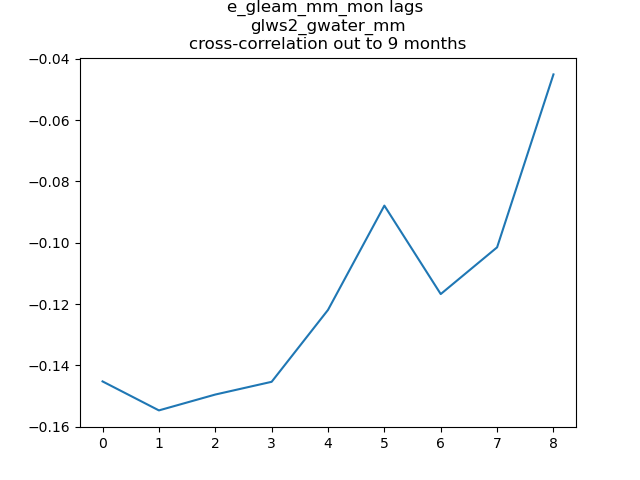 e_gleam_mm_mon lags
glws2_gwater_mm
cross-correlation out to 9 months
−0.04
−0.06
−0.08
−0.10
−0.12
−0.14
−0.16
0 1 2 3 4 5 6 7 8